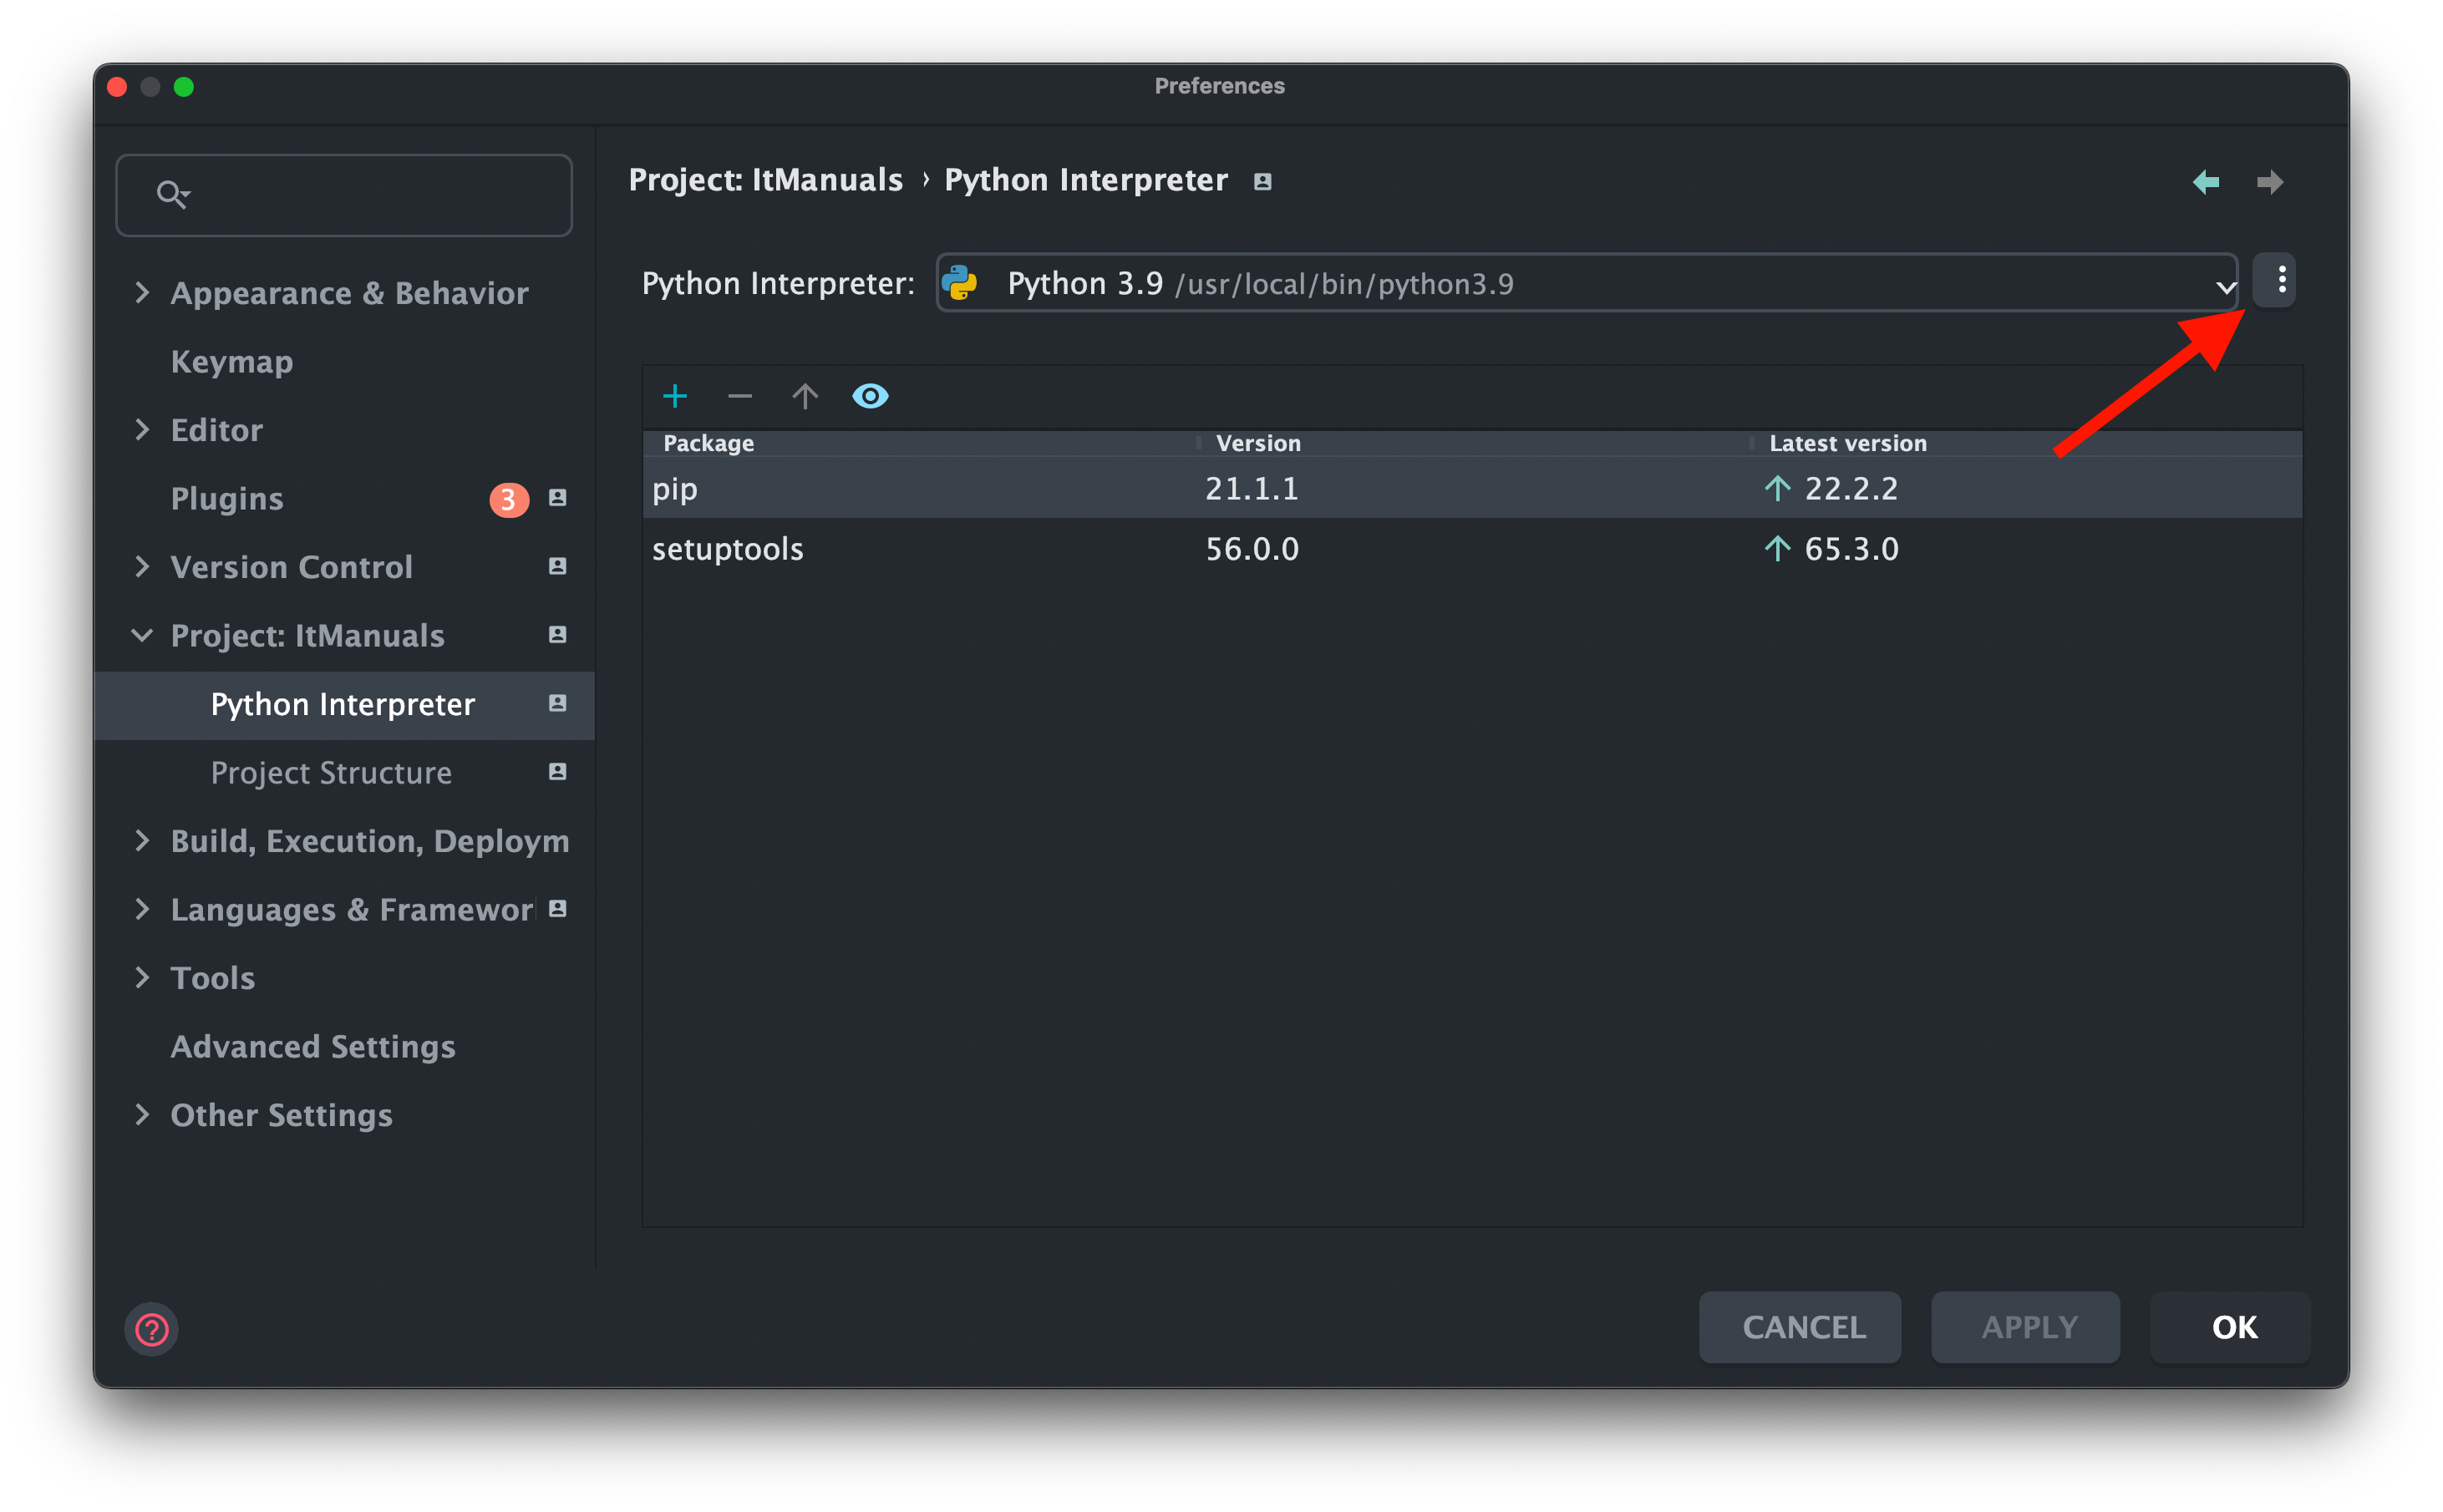 Preferences
Project: ItManuals › Python Interpreter
Python Interpreter: Python 3.9 /usr/local/bin/python3.9
Appearance & Behavior
Keymap
Editor
Plugins 3
Version Control
Project: ItManuals
Python Interpreter
Project Structure
Build, Execution, Deploym
Languages & Framewor
Tools
Advanced Settings
Other Settings
Package Version Latest version
pip 21.1.1 22.2.2
setuptools 56.0.0 65.3.0
?
CANCEL APPLY OK